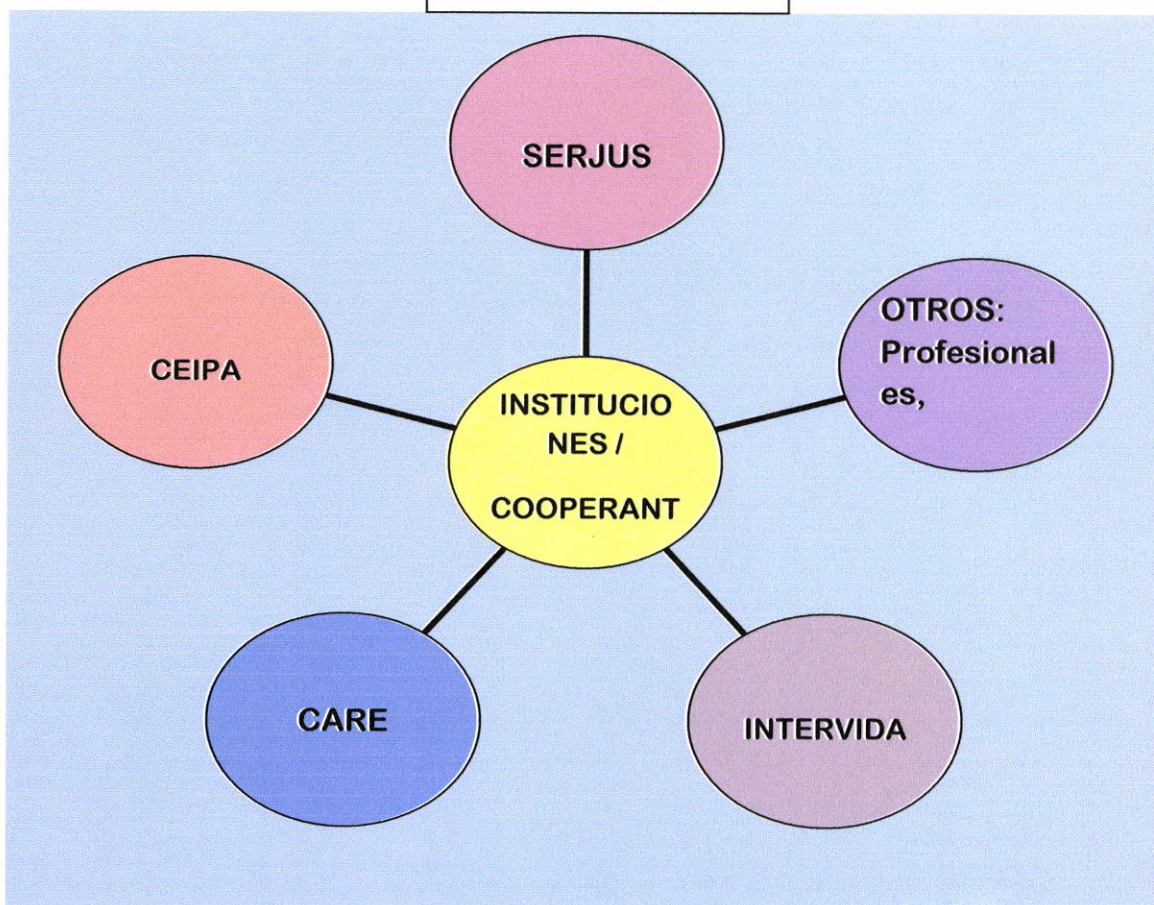 SERJUS
CEIPA
OTROS:
Profesional
es,
INSTITUCIO
NES /
COOPERANT
CARE
INTERVIDA